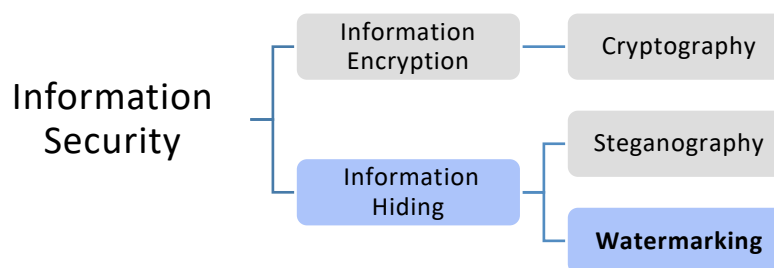 Information
Security
Information
Encryption
Cryptography
Information
Hiding
Steganography
Watermarking